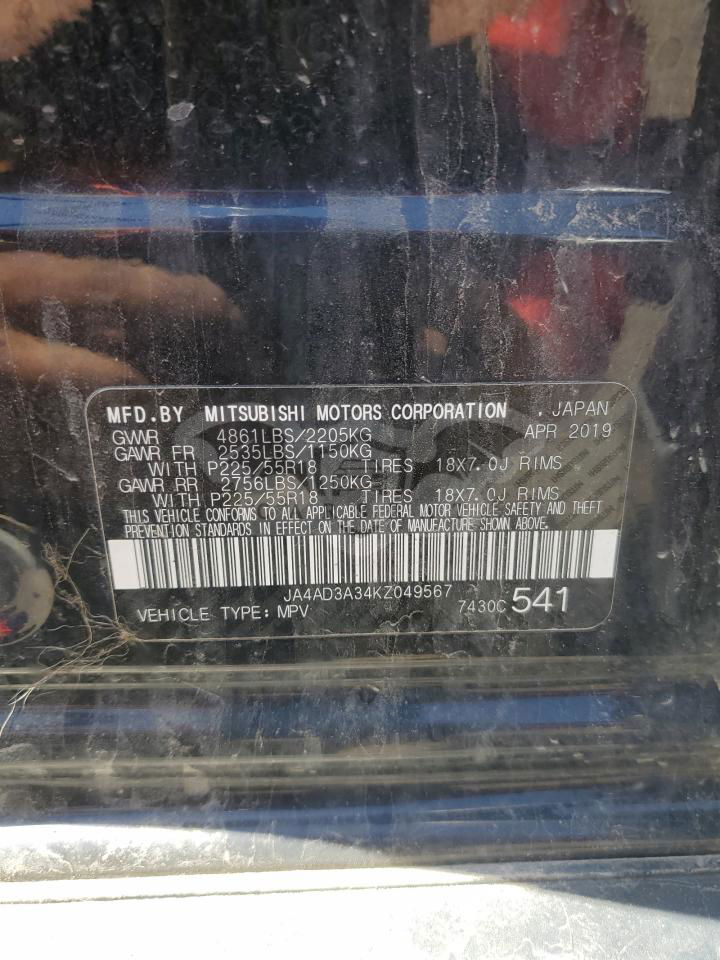 MFD.BY MITSUBISHI MOTORS CORPORATION , JAPAN
GVWR 4861LBS/2205KG APR 2019
GAWR FR 2535LBS/1150KG
WITH P225/55R18 TIRES 18X7.0J RIMS
GAWR RR 2756LBS/1250KG
WITH P225/55R18 TIRES 18X7.0J RIMS
THIS VEHICLE CONFORMS TO ALL APPLICABLE FEDERAL MOTOR VEHICLE SAFETY AND THEFT
PREVENTION STANDARDS IN EFFECT ON THE DATE OF MANUFACTURE SHOWN ABOVE.
JA4AD3A34KZ049567
VEHICLE TYPE: MPV 7430C 541